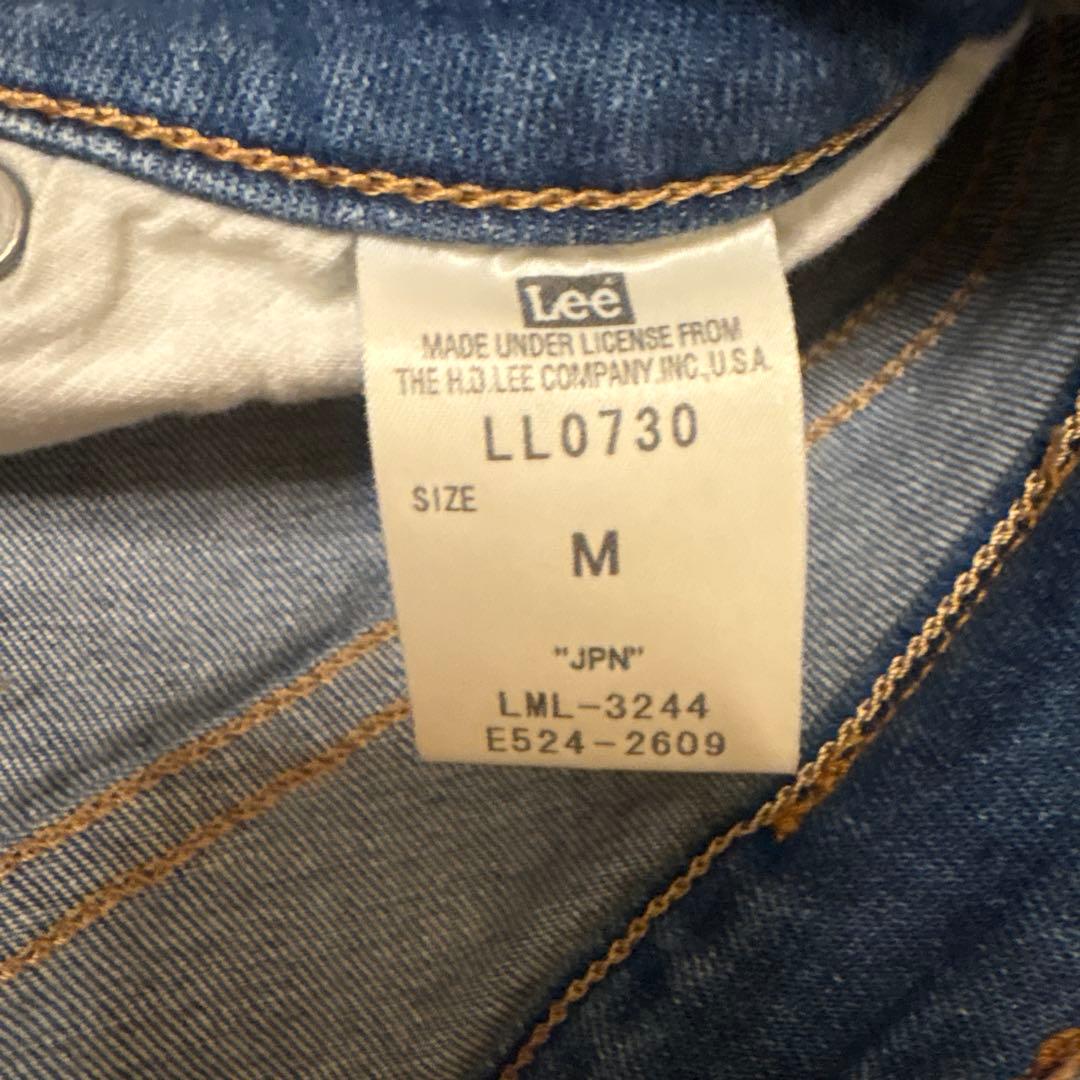 Lee
MADE UNDER LICENSE FROM
THE H.D.LEE COMPANY.INC.,U.S.A.
LL0730
SIZE
M
"JPN"
LML-3244
E524-2609